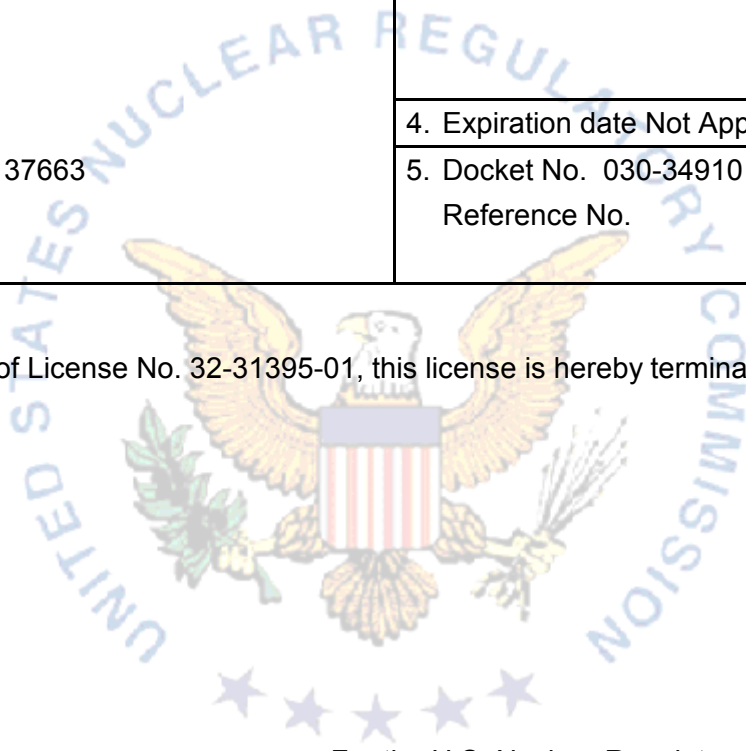 UNITED STATES NUCLEAR REGULATORY COMMISSION
4. Expiration date Not App
37663
5. Docket No. 030-34910
Reference No.
of License No. 32-31395-01, this license is hereby termina